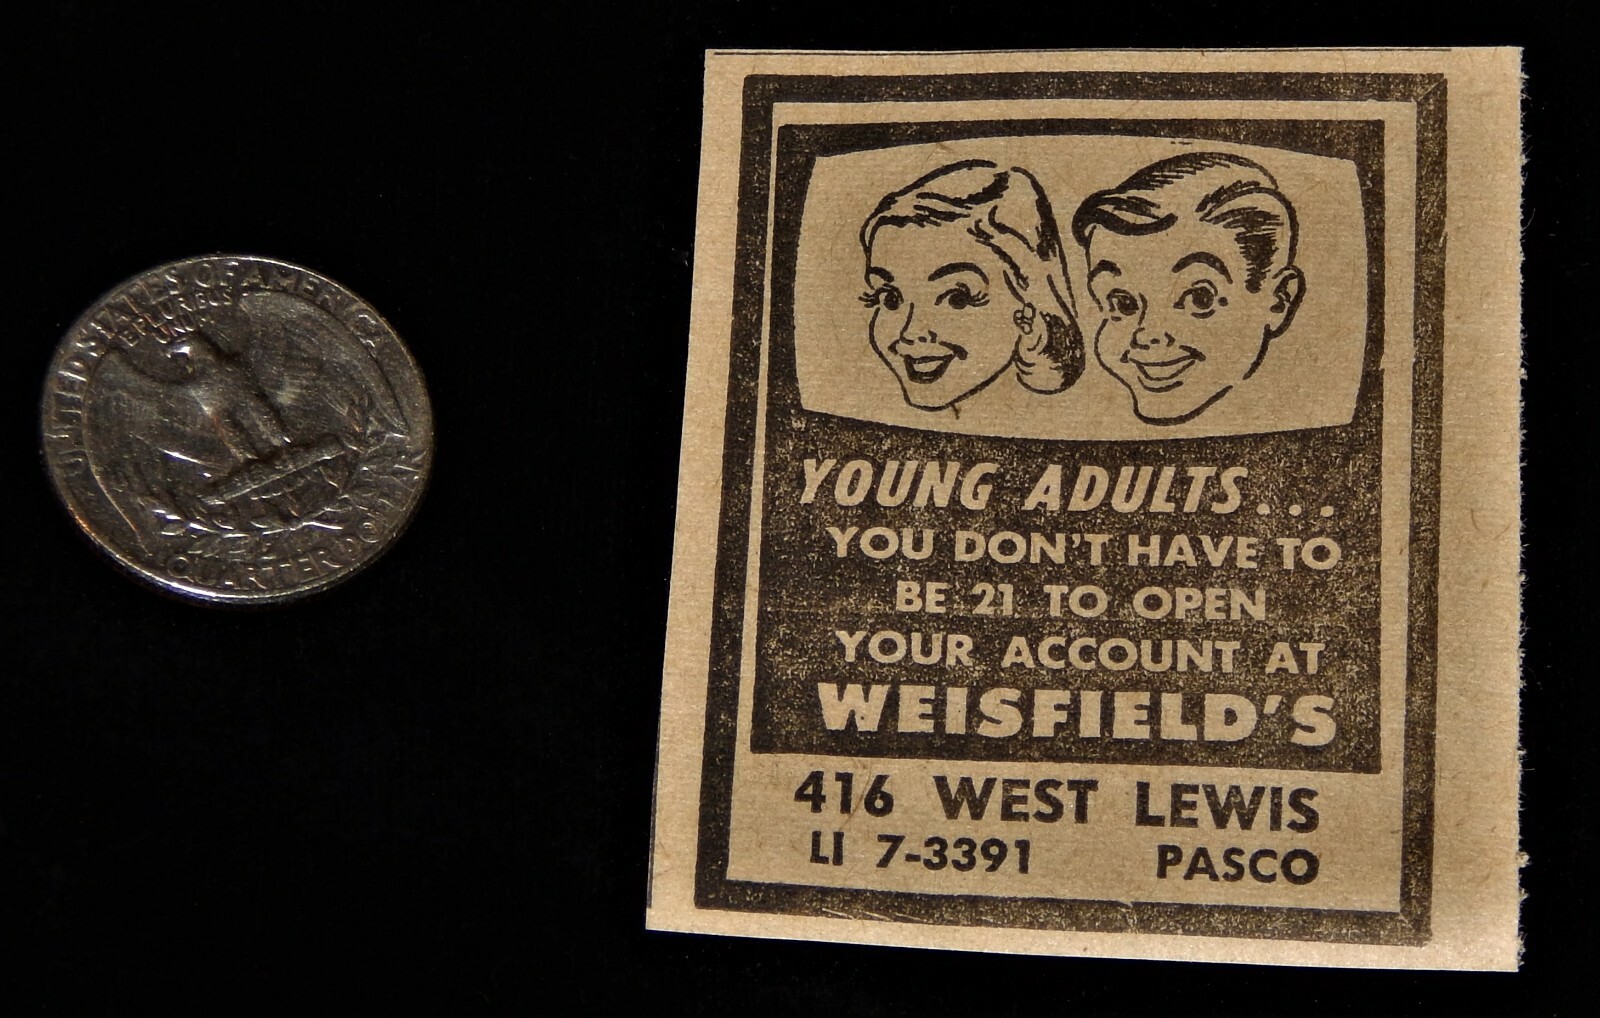 UNITED STATES OF AMERICA
E PLURIBUS
UNUM
QUARTER DOLLAR
YOUNG ADULTS...
YOU DON'T HAVE TO
BE 21 TO OPEN
YOUR ACCOUNT AT
WEISFIELD'S
416 WEST LEWIS
LI 7-3391 PASCO